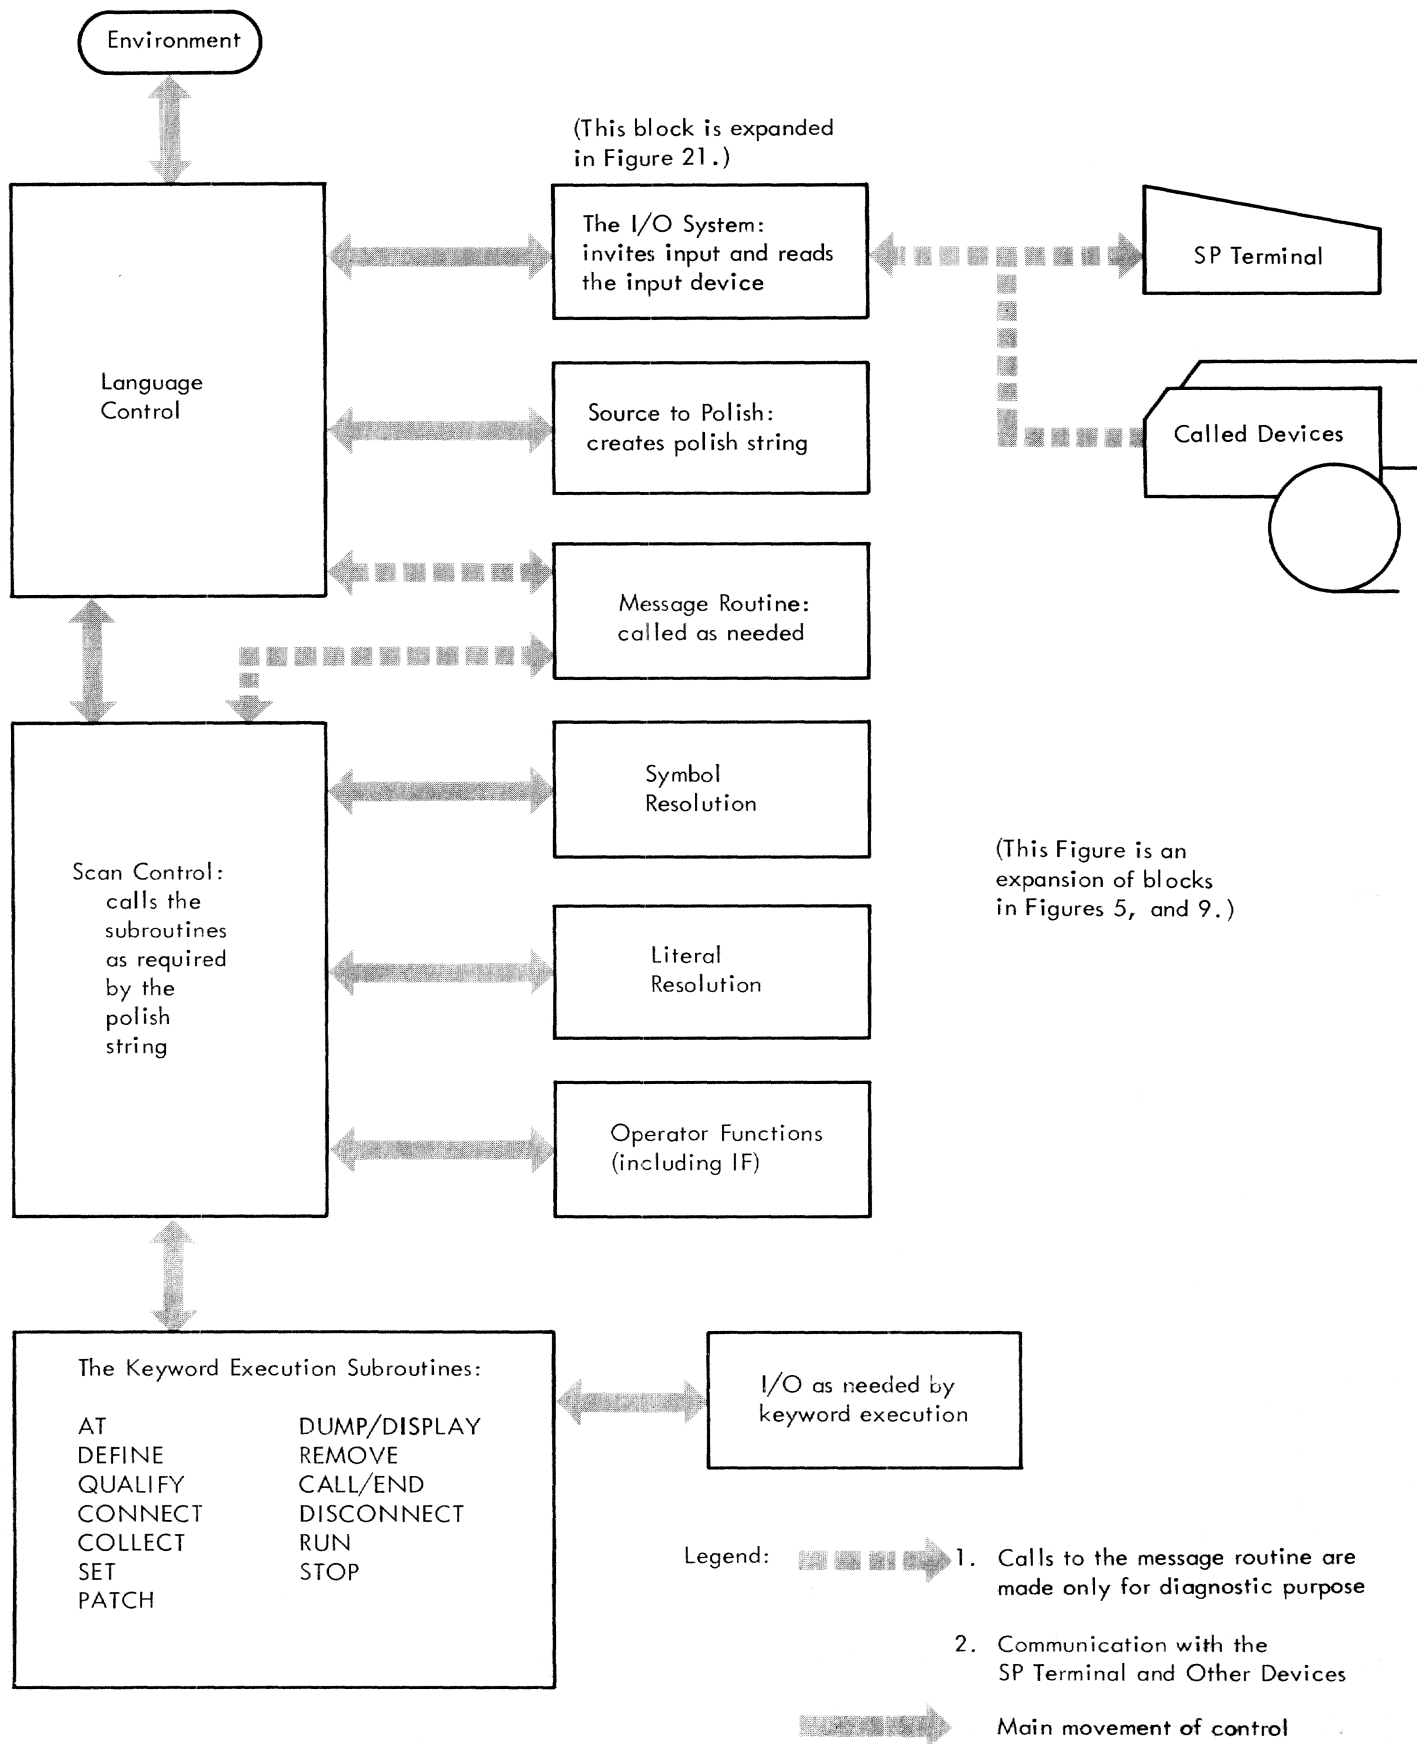 Environment
(This block is expanded
in Figure 21.)
The I/O System:
invites input and reads
the input device
SP Terminal
Language
Control
Source to Polish:
creates polish string
Called Devices
Message Routine:
called as needed
Symbol
Resolution
Scan Control:
calls the
subroutines
as required
by the
polish
string
(This Figure is an
expansion of blocks
in Figures 5, and 9.)
Literal
Resolution
Operator Functions
(including IF)
The Keyword Execution Subroutines:
AT
DEFINE
QUALIFY
CONNECT
COLLECT
SET
PATCH
DUMP/DISPLAY
REMOVE
CALL/END
DISCONNECT
RUN
STOP
I/O as needed by
keyword execution
Legend:
1. Calls to the message routine are
made only for diagnostic purpose
2. Communication with the
SP Terminal and Other Devices
Main movement of control